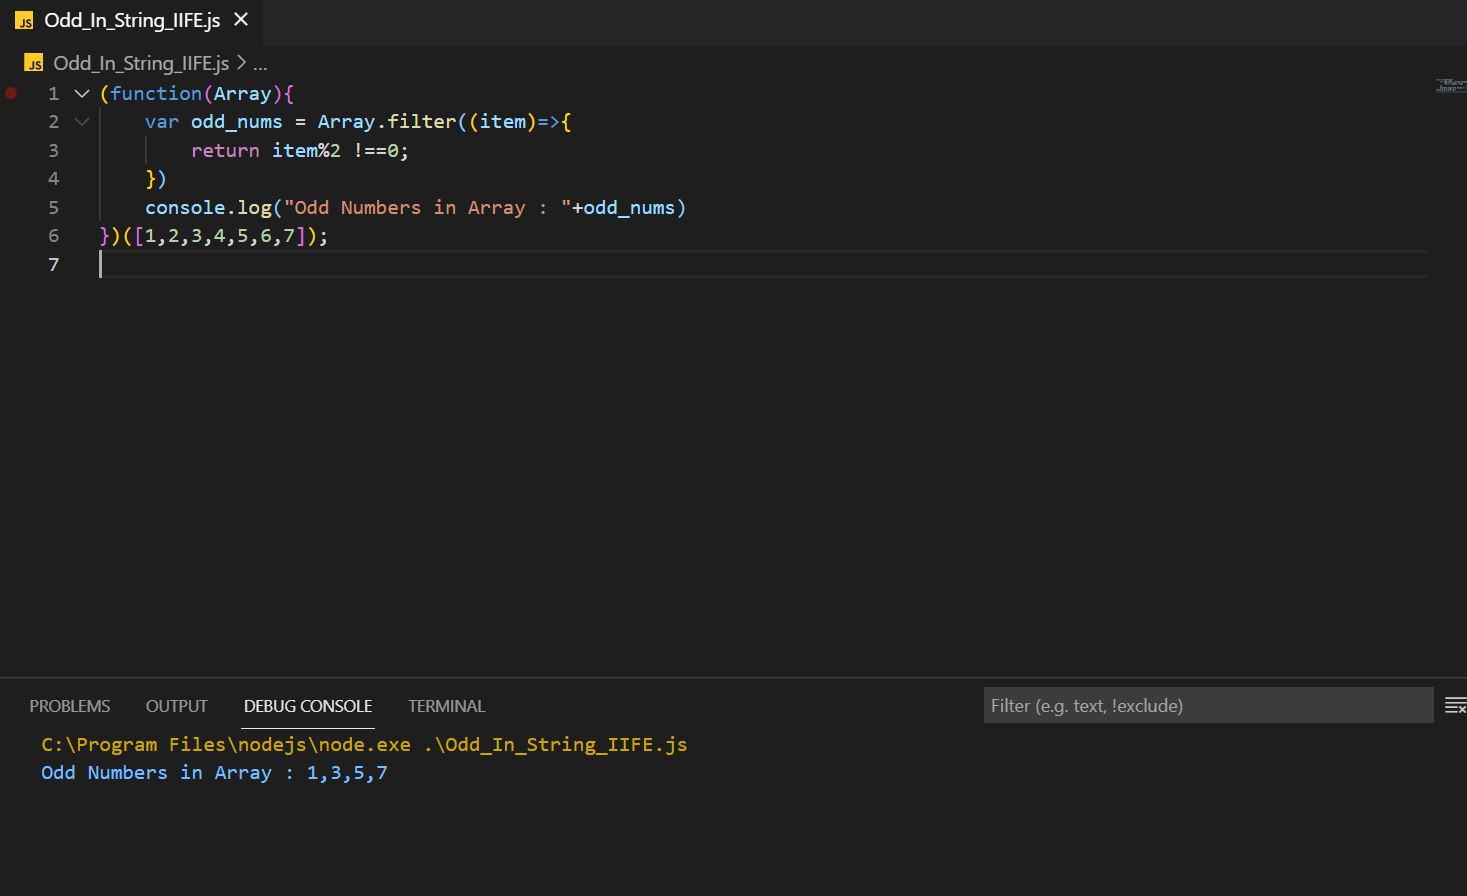 JS Odd_In_String_IIFE.js ×
JS Odd_In_String_IIFE.js > ...
1 (function(Array){
2     var odd_nums = Array.filter((item)=>{
3         return item%2 !==0;
4     })
5     console.log("Odd Numbers in Array : "+odd_nums)
6 })([1,2,3,4,5,6,7]);
7
PROBLEMS OUTPUT DEBUG CONSOLE TERMINAL Filter (e.g. text, !exclude)
C:\Program Files\nodejs\node.exe .\Odd_In_String_IIFE.js
Odd Numbers in Array : 1,3,5,7